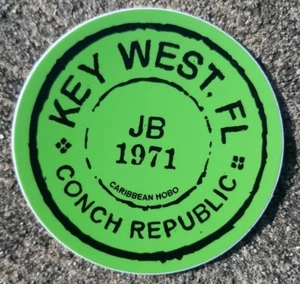 KEY WEST, FL
JB
1971
CARIBBEAN HOBO
CONCH REPUBLIC